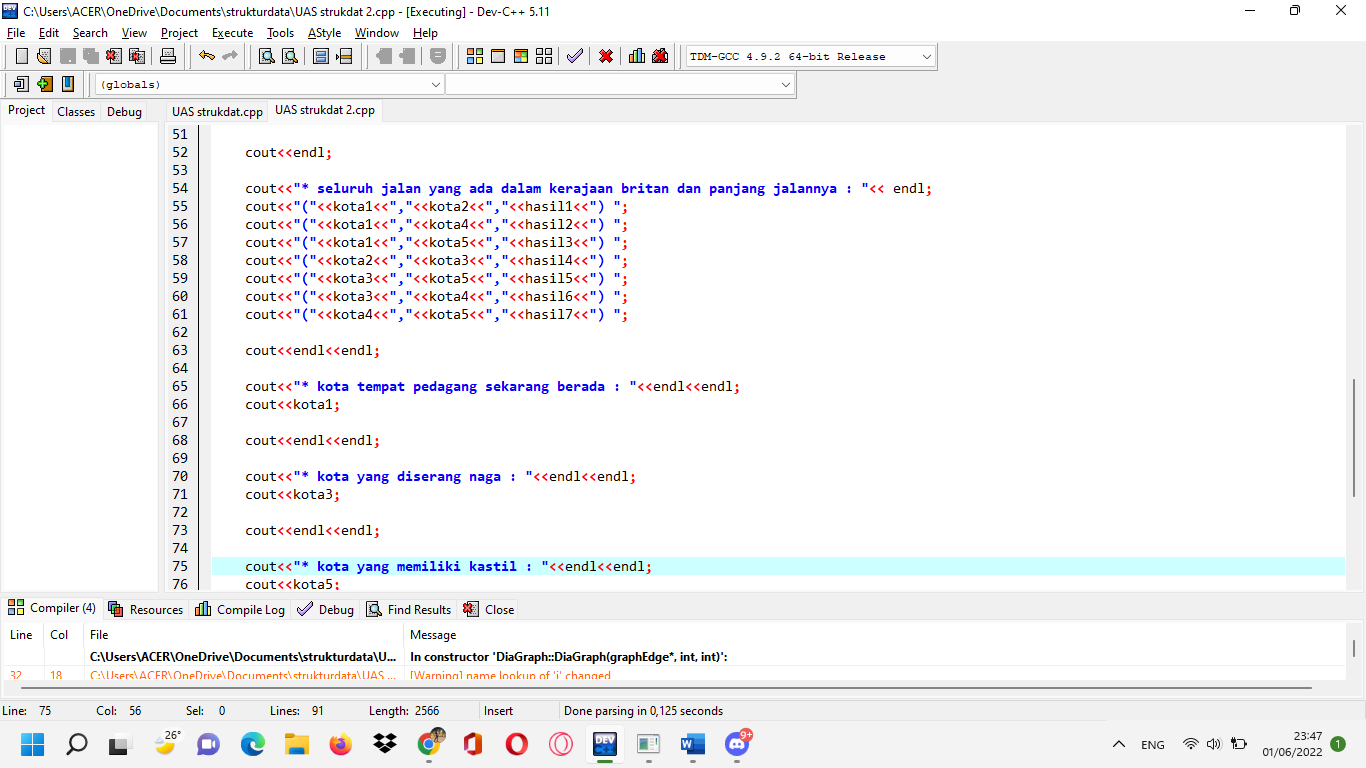 C:\Users\ACER\OneDrive\Documents\strukturdata\UAS strukdat 2.cpp - [Executing] - Dev-C++ 5.11
File Edit Search View Project Execute Tools AStyle Window Help
TDM-GCC 4.9.2 64-bit Release
(globals)
Project Classes Debug UAS strukdat.cpp UAS strukdat 2.cpp
51
52 cout<<endl;
53
54 cout<<"* seluruh jalan yang ada dalam kerajaan britan dan panjang jalannya : "<< endl;
55 cout<<"("<<kota1<<","<<kota2<<","<<hasil1<<") ";
56 cout<<"("<<kota1<<","<<kota4<<","<<hasil2<<") ";
57 cout<<"("<<kota1<<","<<kota5<<","<<hasil3<<") ";
58 cout<<"("<<kota2<<","<<kota3<<","<<hasil4<<") ";
59 cout<<"("<<kota3<<","<<kota5<<","<<hasil5<<") ";
60 cout<<"("<<kota3<<","<<kota4<<","<<hasil6<<") ";
61 cout<<"("<<kota4<<","<<kota5<<","<<hasil7<<") ";
62
63 cout<<endl<<endl;
64
65 cout<<"* kota tempat pedagang sekarang berada : "<<endl<<endl;
66 cout<<kota1;
67
68 cout<<endl<<endl;
69
70 cout<<"* kota yang diserang naga : "<<endl<<endl;
71 cout<<kota3;
72
73 cout<<endl<<endl;
74
75 cout<<"* kota yang memiliki kastil : "<<endl<<endl;
76 cout<<kota5;
Compiler (4) Resources Compile Log Debug Find Results Close
Line Col File Message
C:\Users\ACER\OneDrive\Documents\strukturdata\U... In constructor 'DiaGraph::DiaGraph(graphEdge*, int, int)':
32 18 C:\Users\ACER\OneDrive\Documents\strukturdata\UAS ... [Warning] name lookup of 'i' changed
Line: 75 Col: 56 Sel: 0 Lines: 91 Length: 2566 Insert Done parsing in 0,125 seconds
26°
DEV
9+
ENG
23:47
01/06/2022
1